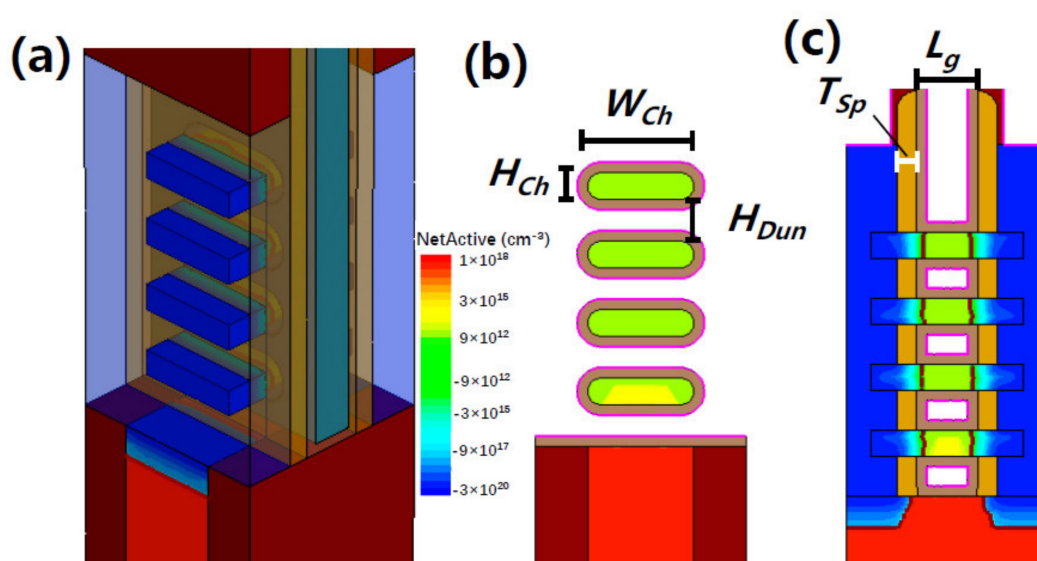 (a)
(b)
(c)
W_Ch
H_Ch
H_Dun
L_g
T_Sp
NetActive (cm⁻³)
1×10¹⁸
3×10¹⁵
9×10¹²
-9×10¹²
-3×10¹⁵
-9×10¹⁷
-3×10²⁰